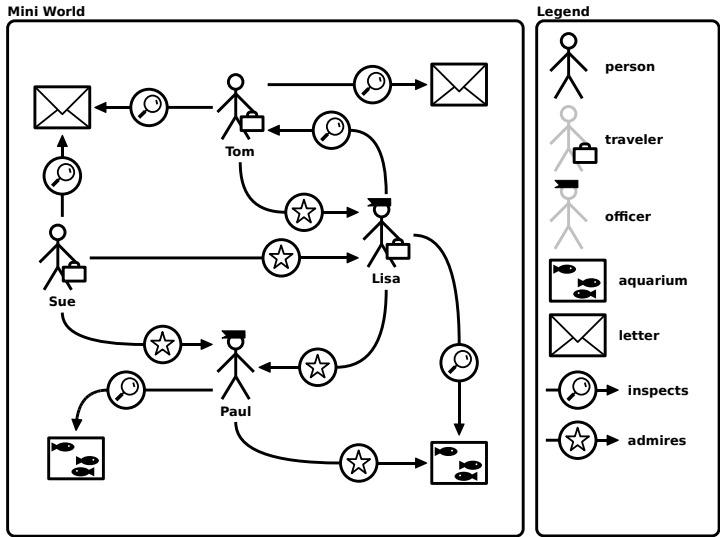 Mini World
Tom
Lisa
Sue
Paul
Legend
person
traveler
officer
aquarium
letter
inspects
admires